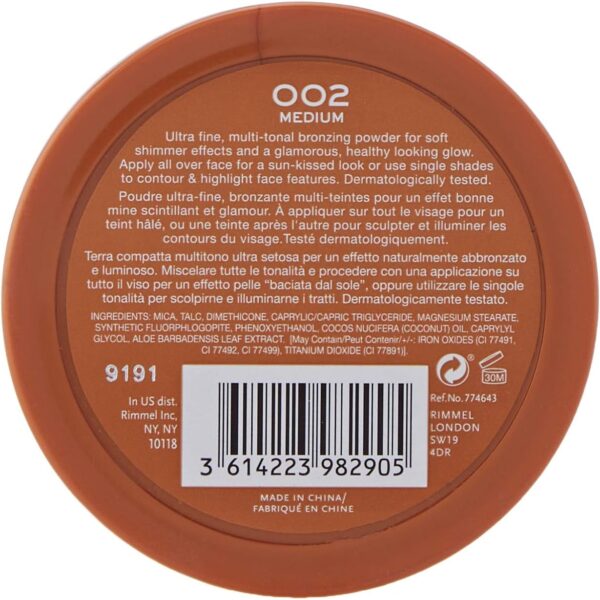 002
MEDIUM
Ultra fine, multi-tonal bronzing powder for soft
shimmer effects and a glamorous, healthy looking glow.
Apply all over face for a sun-kissed look or use single shades
to contour & highlight face features. Dermatologically tested.
Poudre ultra-fine, bronzante multi-teintes pour un effet bonne
mine scintillant et glamour. À appliquer sur tout le visage pour un
teint hâlé, ou une teinte après l'autre pour sculpter et illuminer les
contours du visage.Testé dermatologiquement.
Terra compatta multitono ultra setosa per un effetto naturalmente abbronzato
e luminoso. Miscelare tutte le tonalità e procedere con una applicazione su
tutto il viso per un effetto pelle "baciata dal sole", oppure utilizzare le singole
tonalità per scolpirne e illuminarne i tratti. Dermatologicamente testato.
INGREDIENTS: MICA, TALC, DIMETHICONE, CAPRYLIC/CAPRIC TRIGLYCERIDE, MAGNESIUM STEARATE,
SYNTHETIC FLUORPHLOGOPITE, PHENOXYETHANOL, COCOS NUCIFERA (COCONUT) OIL, CAPRYLYL
GLYCOL, ALOE BARBADENSIS LEAF EXTRACT. [May Contain/Peut Contenir/+/-: IRON OXIDES (CI 77491,
CI 77492, CI 77499), TITANIUM DIOXIDE (CI 77891)].
9191
30M
In US dist.
Rimmel Inc,
NY, NY
10118
Ref.No.774643
RIMMEL
LONDON
SW19
4DR
3 614223 982905
MADE IN CHINA/
FABRIQUÉ EN CHINE